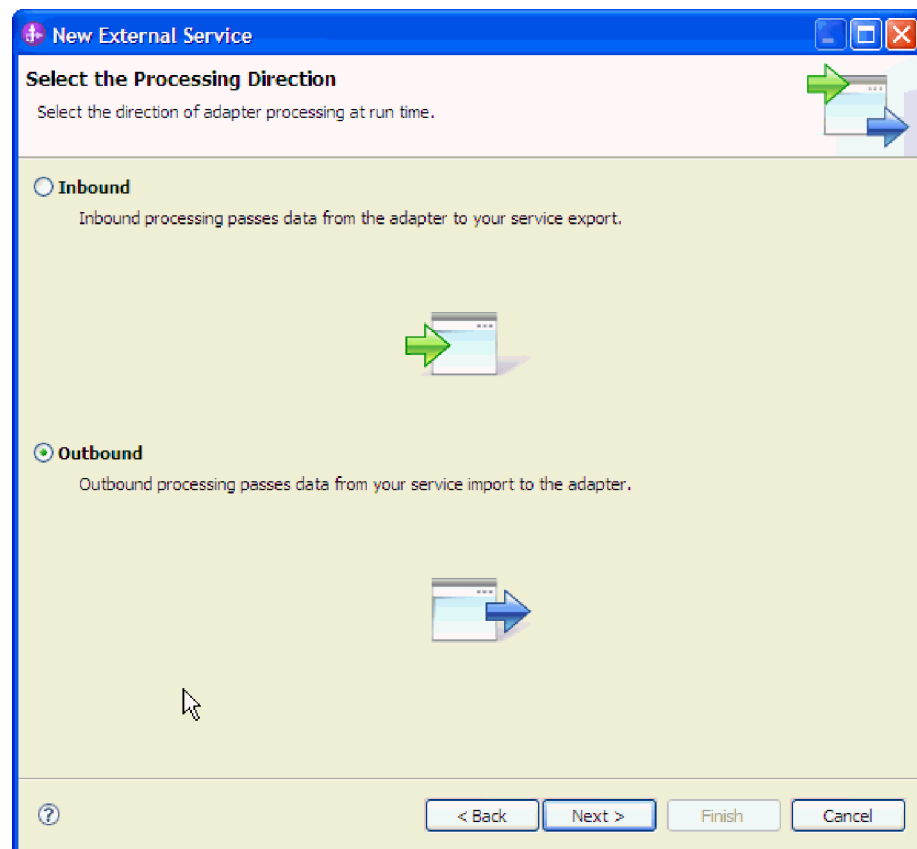 New External Service
Select the Processing Direction
Select the direction of adapter processing at run time.
Inbound
Inbound processing passes data from the adapter to your service export.
Outbound
Outbound processing passes data from your service import to the adapter.
?
< Back
Next >
Finish
Cancel